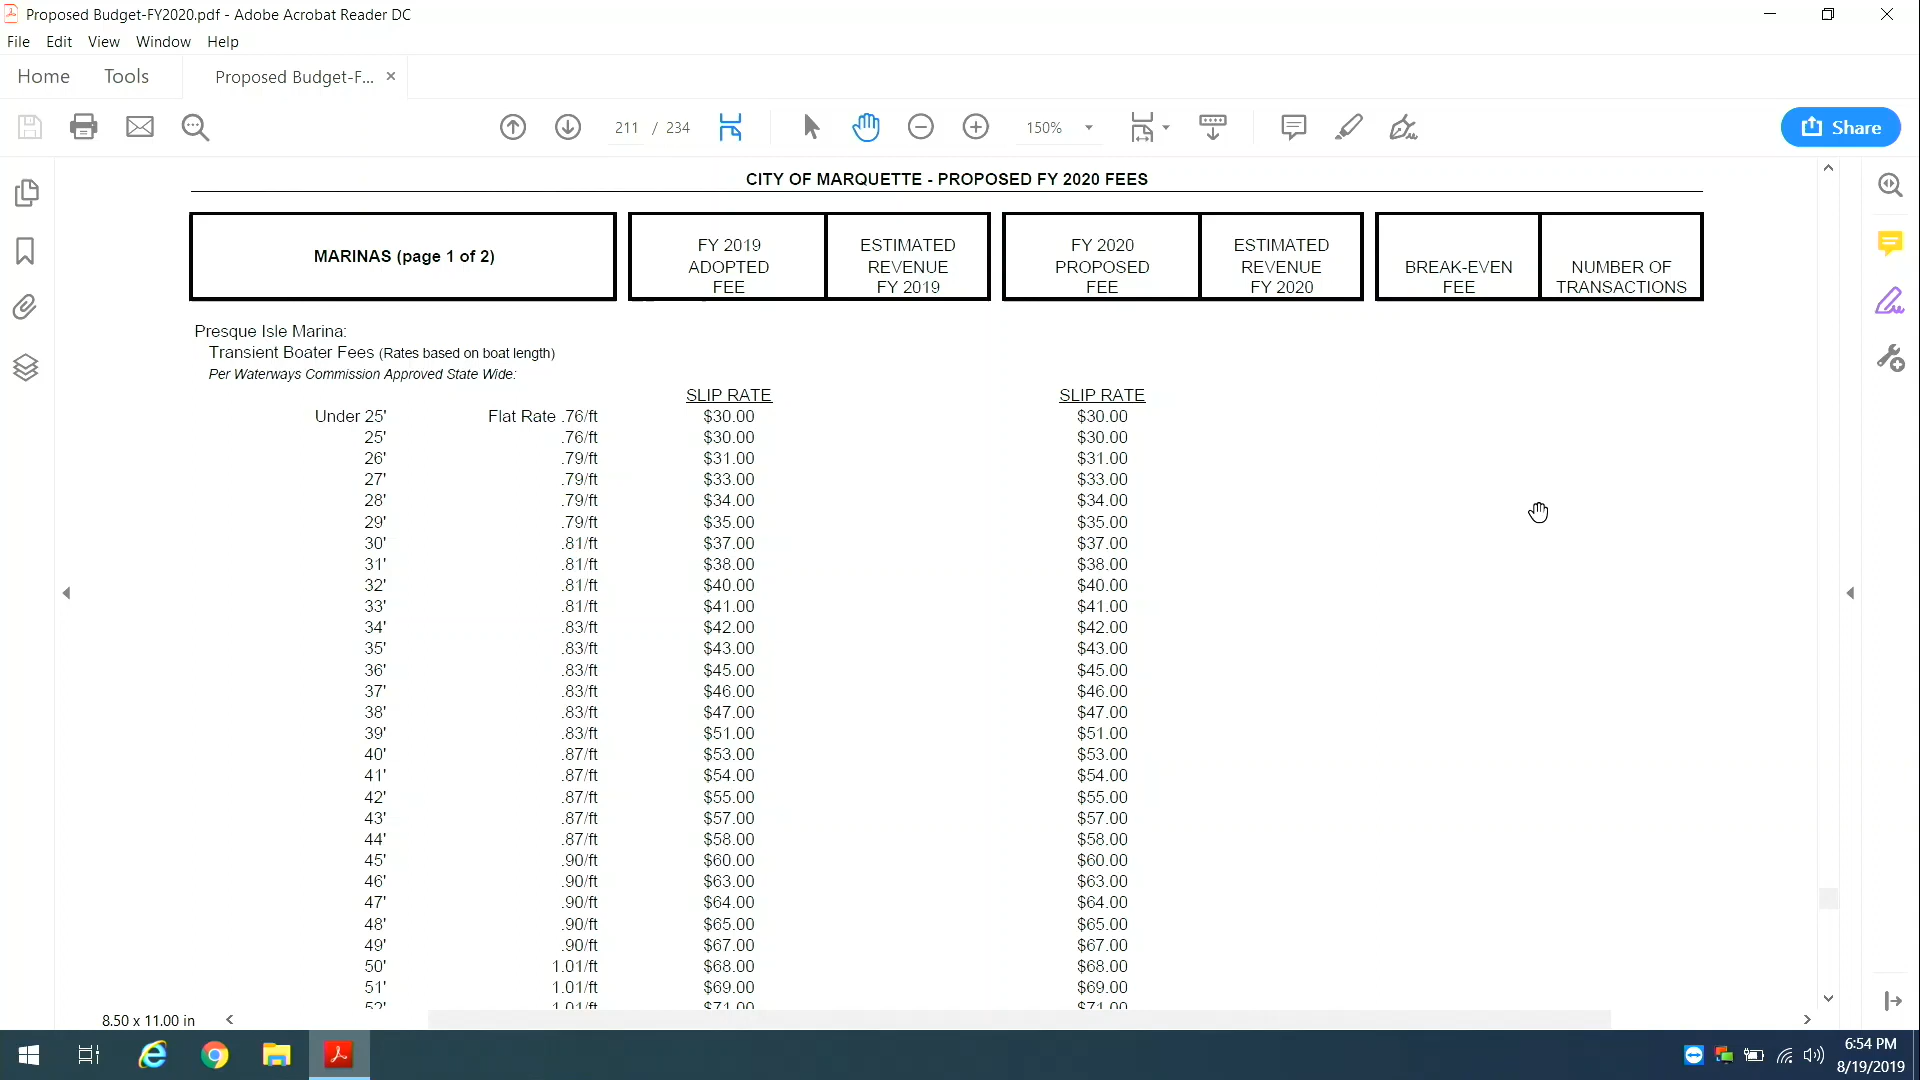 Proposed Budget-FY2020.pdf - Adobe Acrobat Reader DC
File Edit View Window Help
Home Tools Proposed Budget-F... ×
211 / 234 150% Share
CITY OF MARQUETTE - PROPOSED FY 2020 FEES
MARINAS (page 1 of 2)
FY 2019
ADOPTED
FEE
ESTIMATED
REVENUE
FY 2019
FY 2020
PROPOSED
FEE
ESTIMATED
REVENUE
FY 2020
BREAK-EVEN
FEE
NUMBER OF
TRANSACTIONS
Presque Isle Marina:
Transient Boater Fees (Rates based on boat length)
Per Waterways Commission Approved State Wide:
SLIP RATE SLIP RATE
Under 25' Flat Rate .76/ft $30.00 $30.00
25' .76/ft $30.00 $30.00
26' .79/ft $31.00 $31.00
27' .79/ft $33.00 $33.00
28' .79/ft $34.00 $34.00
29' .79/ft $35.00 $35.00
30' .81/ft $37.00 $37.00
31' .81/ft $38.00 $38.00
32' .81/ft $40.00 $40.00
33' .81/ft $41.00 $41.00
34' .83/ft $42.00 $42.00
35' .83/ft $43.00 $43.00
36' .83/ft $45.00 $45.00
37' .83/ft $46.00 $46.00
38' .83/ft $47.00 $47.00
39' .83/ft $51.00 $51.00
40' .87/ft $53.00 $53.00
41' .87/ft $54.00 $54.00
42' .87/ft $55.00 $55.00
43' .87/ft $57.00 $57.00
44' .87/ft $58.00 $58.00
45' .90/ft $60.00 $60.00
46' .90/ft $63.00 $63.00
47' .90/ft $64.00 $64.00
48' .90/ft $65.00 $65.00
49' .90/ft $67.00 $67.00
50' 1.01/ft $68.00 $68.00
51' 1.01/ft $69.00 $69.00
52' 1.01/ft $71.00 $71.00
8.50 x 11.00 in
6:54 PM
8/19/2019